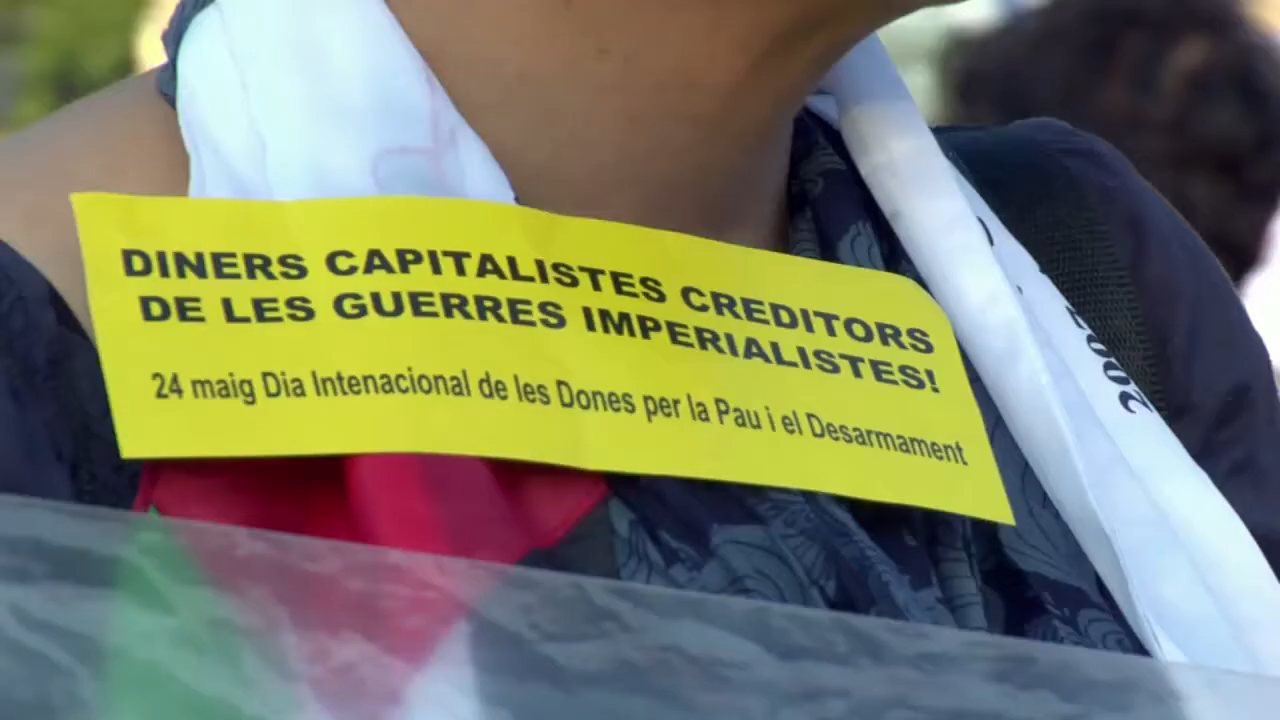 DINERS CAPITALISTES CREDITORS
DE LES GUERRES IMPERIALISTES!
24 maig Dia Intenacional de les Dones per la Pau i el Desarmament